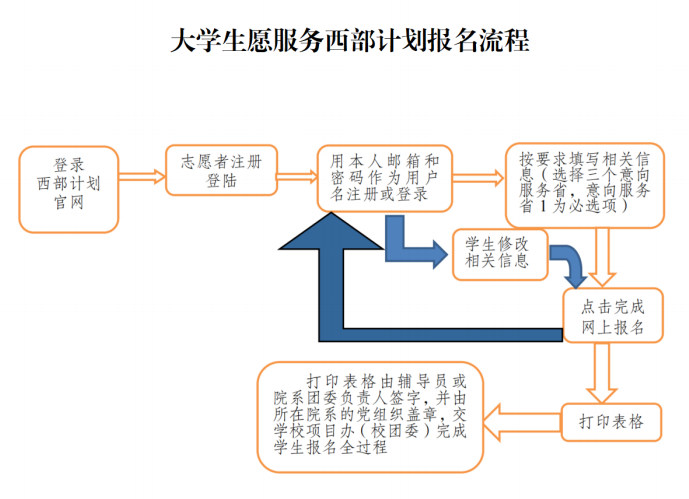 大学生愿服务西部计划报名流程
登录
西部计划
官网
志愿者注册
登陆
用本人邮箱和
密码作为用户
名注册或登录
按要求填写相关信
息（选择三个意向
服务省，意向服务
省1为必选项）
学生修改
相关信息
点击完成
网上报名
打印表格
打印表格由辅导员或
院系团委负责人签字，并由
所在院系的党组织盖章，交
学校项目办（校团委）完成
学生报名全过程